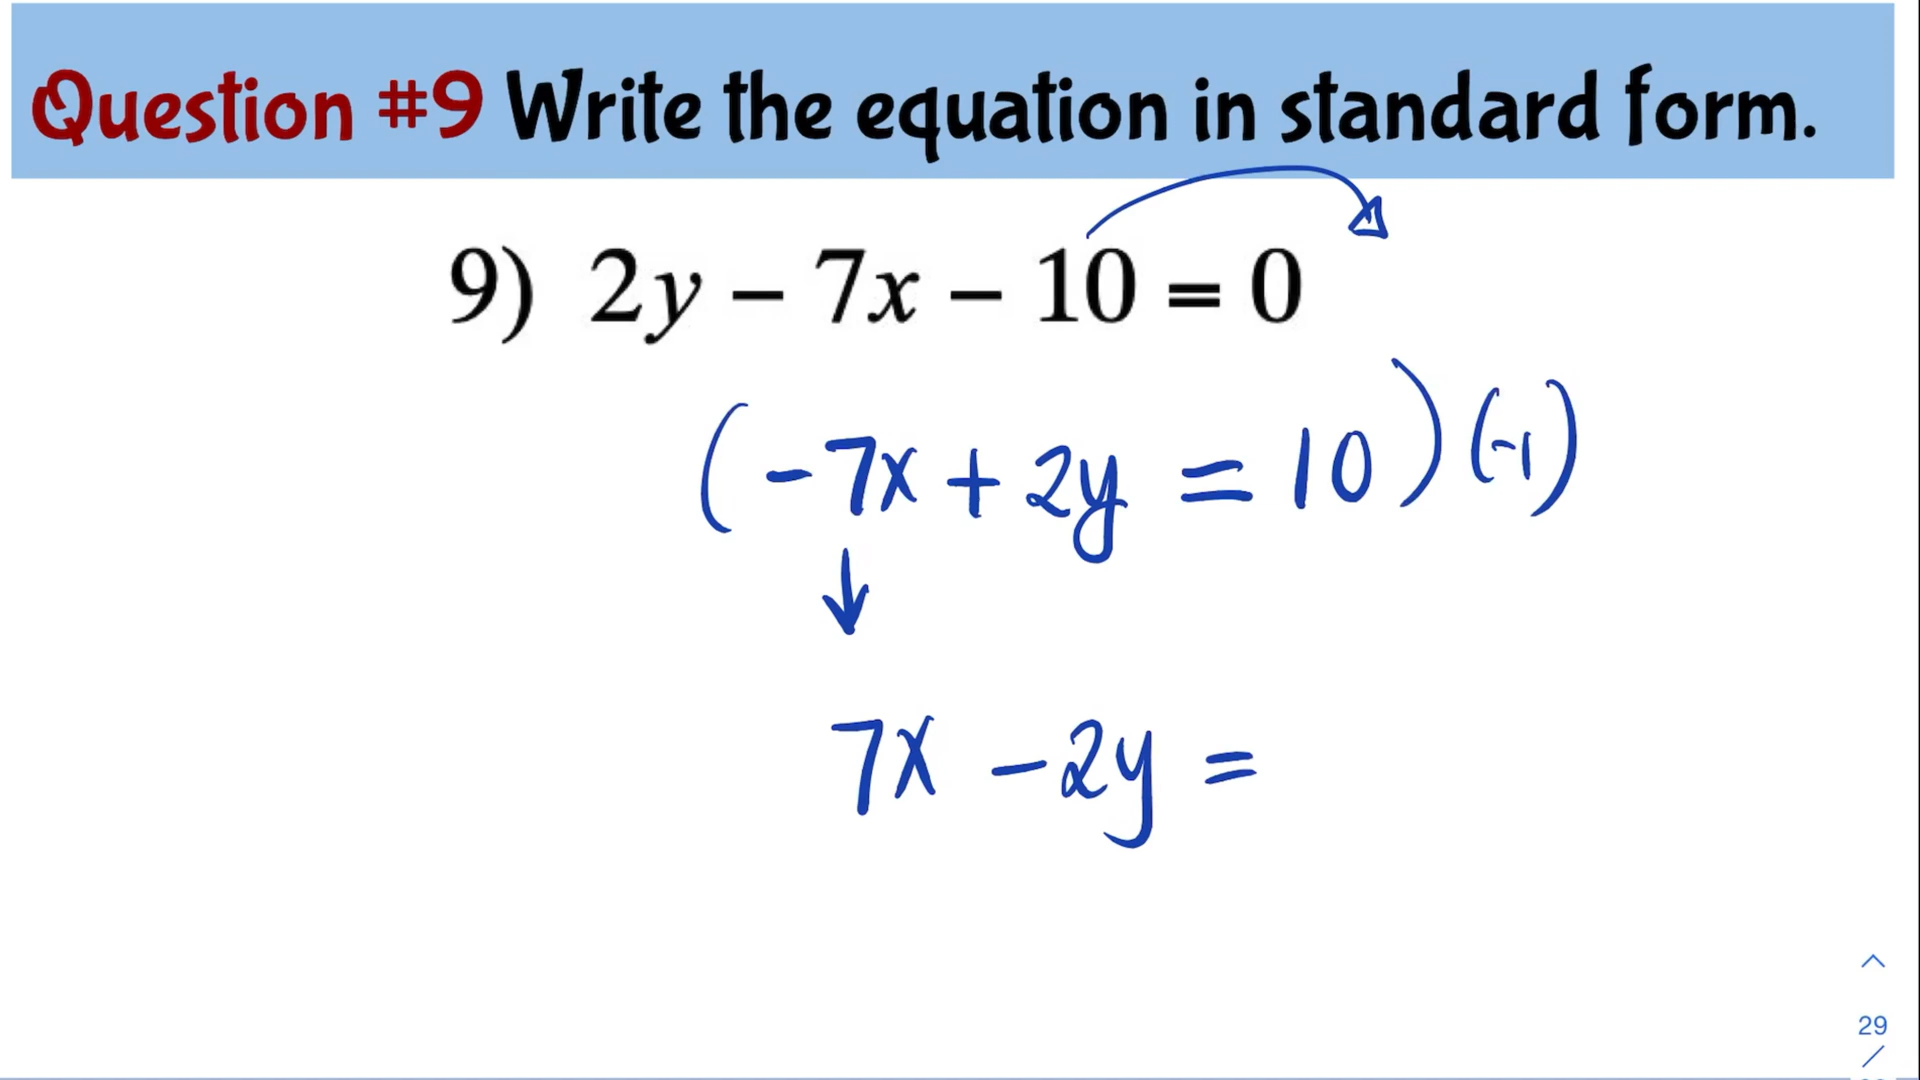 Question #9 Write the equation in standard form.
9) 2y − 7x − 10 = 0
(-7x + 2y = 10)(-1)
7x - 2y =
29
/